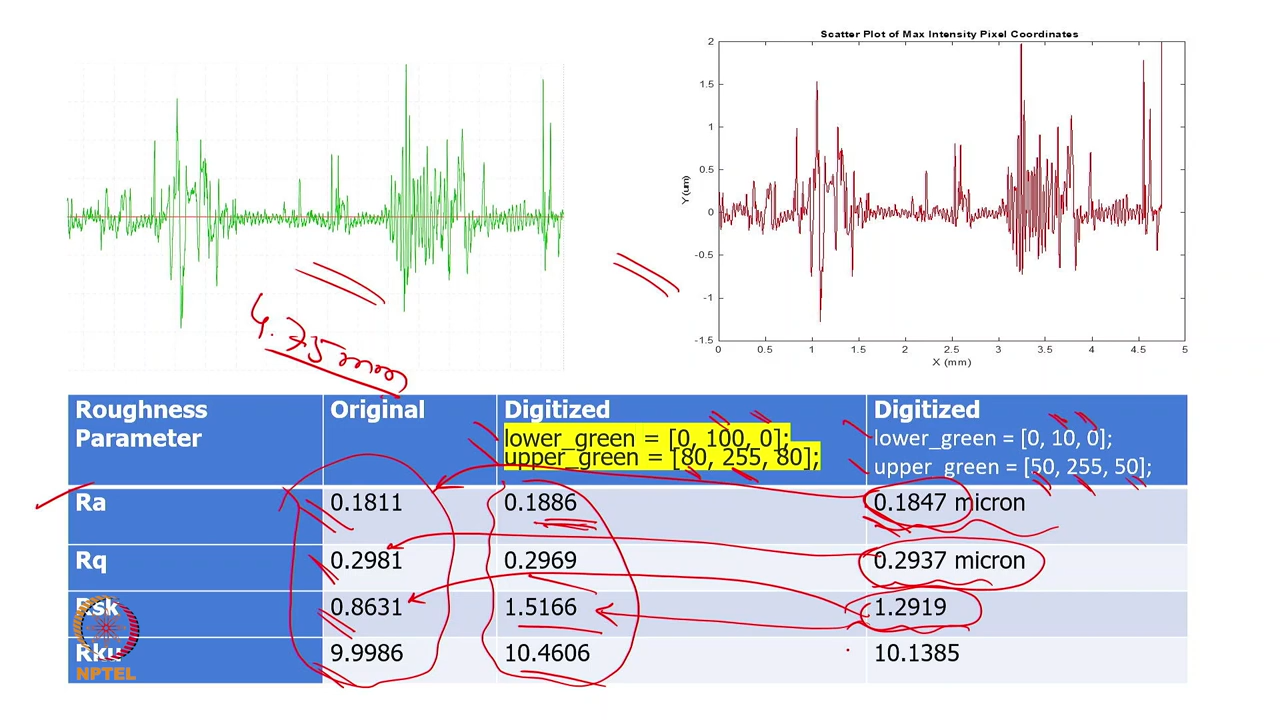 Scatter Plot of Max Intensity Pixel Coordinates
2
1.5
1
0.5
0
-0.5
-1
-1.5
Y(um)
0 0.5 1 1.5 2 2.5 3 3.5 4 4.5 5
X (mm)
4.75mm
Roughness Parameter
Original
Digitized
lower_green = [0, 100, 0];
upper_green = [80, 255, 80];
Digitized
lower_green = [0, 10, 0];
upper_green = [50, 255, 50];
Ra 0.1811 0.1886 0.1847 micron
Rq 0.2981 0.2969 0.2937 micron
Rsk 0.8631 1.5166 1.2919
Rku 9.9986 10.4606 10.1385
NPTEL